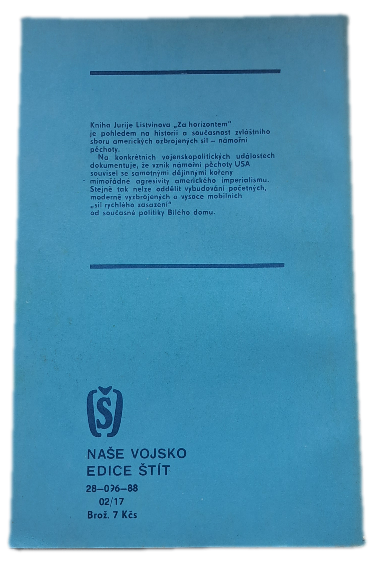 Kniha Jurije Listvinova „Za horizontem"
je pohledem na historii a současnost zvláštního
sboru amerických ozbrojených sil – námořní
pěchoty.
Na konkrétních vojenskopolitických událostech
dokumentuje, že vznik námořní pěchoty USA
souvisel se samotnými dějinnými kořeny
mimořádné agresivity amerického imperialismu.
Stejně tak nelze oddělit vybudování početných,
moderně vyzbrojených a vysoce mobilních
„sil rychlého zasazení"
od současné politiky Bílého domu.
Š
NAŠE VOJSKO
EDICE ŠTÍT
28—076—88
02/17
Brož. 7 Kčs